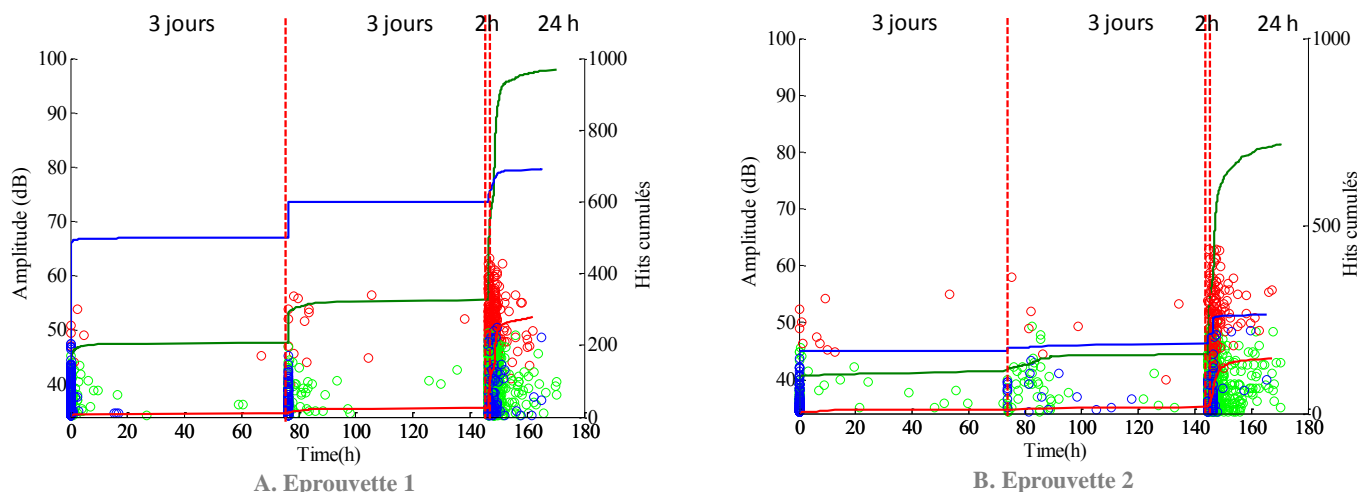 3 jours 3 jours 2h 24 h
100
90
80
70
60
50
40
Amplitude (dB)
1000
800
600
400
200
0
Hits cumulés
0 20 40 60 80 100 120 140 160 180
Time(h)
A. Eprouvette 1
3 jours 3 jours 2h 24 h
100
90
80
70
60
50
40
Amplitude (dB)
1000
500
0
Hits cumulés
0 20 40 60 80 100 120 140 160 180
Time(h)
B. Eprouvette 2